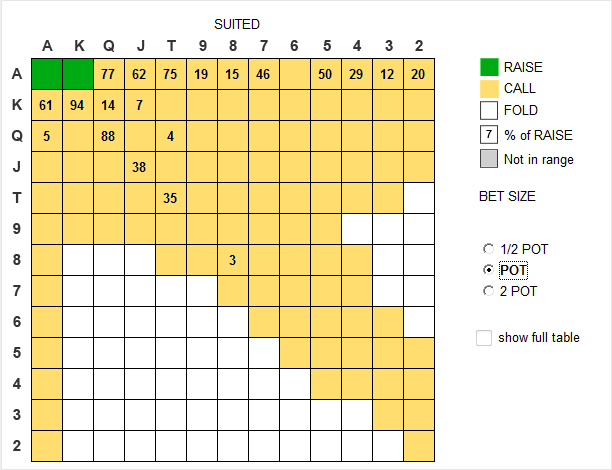 SUITED
A K Q J T 9 8 7 6 5 4 3 2
A 77 62 75 19 15 46 50 29 12 20
K 61 94 14 7
Q 5 88 4
J 38
T 35
9
8 3
7
6
5
4
3
2
RAISE
CALL
FOLD
7 % of RAISE
Not in range
BET SIZE
1/2 POT
POT
2 POT
show full table